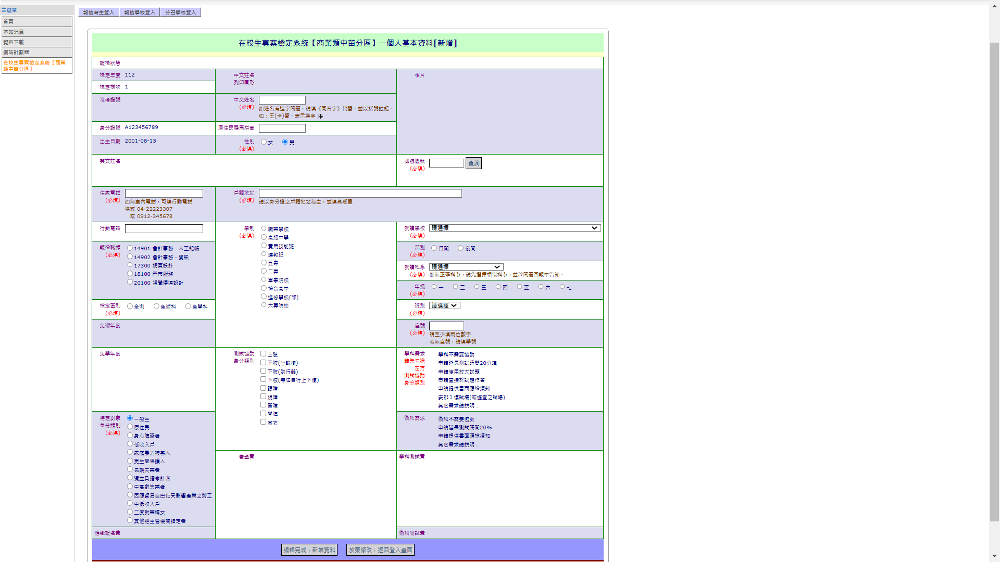 主選單
首頁
本站消息
資料下載
網站計數器
在校生專案檢定系統【商業類中苗分區】
報檢考生登入
報檢學校登入
分召學校登入
在校生專案檢定系統【商業類中苗分區】--個人基本資料[新增]
報檢狀態
檢定年度 112
檢定梯次 1
中文姓名
列印圖形
相片
准考證號
中文姓名
(必填)
如姓名有造字問題，請填《同音字》代替，並以括號註記。
如：王(卡)贊，表示造字
身分證號 A123456789
原住民羅馬拼音
出生日期 2001-08-15
性別
(必填)
女 男
英文姓名
郵遞區號
(必填)
查詢
住家電話
(必填)
如無室內電話，可填行動電話
格式 04-22223307
或 0912-345678
戶籍地址
(必填)
請以身分證之戶籍地址為主，並填寫鄰里
行動電話
學制
(必填)
職業學校
高級中學
實用技能班
建教班
五專
二專
軍事院校
綜合高中
進修學校(部)
大專院校
就讀學校
(必填)
請選擇
報檢職類
(必填)
14901 會計事務 - 人工記帳
14902 會計事務 - 資訊
17300 網頁設計
18100 門市服務
20100 視覺傳達設計
部別
(必填)
日間 夜間
就讀科系
(必填)
請選擇
如無正確科系，請先選擇相似科系，並於問題回報中告知。
年級
(必填)
一 二 三 四 五 六 七
檢定區別
(必填)
全測 免術科 免學科
班別
(必填)
請選擇
免術年度
座號
(必填)
請至少填兩位數字
若無座號，請填學號
免學年度
測試協助
身分類別
上肢
下肢(坐輪椅)
下肢(助行器)
下肢(無法自行上下樓)
聽障
視障
智障
學障
其它
學科需求
請先勾選
左方
測試協助
身分類別
學科不需要協助
申請延長測試時間20分鐘
申請使用放大試題
申請直接於試題作答
申請提供書面應檢須知
安排１樓試場(或適宜之試場)
其它需求請說明：
特定對象
身分類別
(必填)
一般生
原住民
身心障礙者
低收入戶
家庭暴力被害人
更生受保護人
長期失業者
獨立負擔家計者
中高齡失業者
因應貿易自由化受影響產業之勞工
中低收入戶
二度就業婦女
其他經主管機關指定者
術科需求
術科不需要協助
申請延長測試時間20%
申請提供書面應檢須知
其它需求請說明：
審查費
學科測試費
應繳報名費
術科測試費
編輯完成，新增資料
放棄修改，返回登入畫面